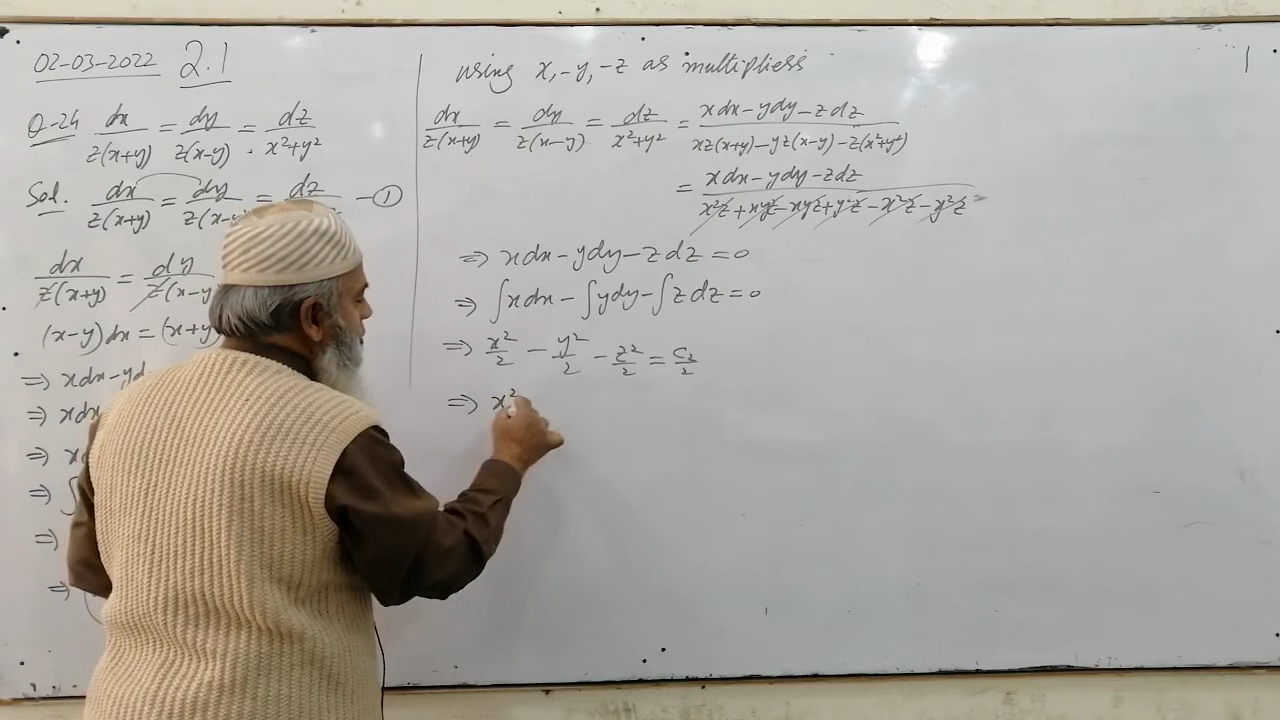 02-03-2022 2.1
Q-24 dx/z(x+y) = dy/z(x-y) = dz/x²+y²
Sol. dx/z(x+y) = dy/z(x-y = dz — ①
dx/z(x+y) = dy/z(x-y
(x-y)dx = (x+y
⇒ xdx-yd
⇒ xdx
⇒ x
⇒ ∫
⇒
⇒ (
using x, -y, -z as multipliers
dx/z(x+y) = dy/z(x-y) = dz/x²+y² = xdx-ydy-zdz/xz(x+y)-yz(x-y)-z(x²+y²)
= xdx-ydy-zdz/x²z+xyz-xyz+y²z-x²z-y²z
⇒ xdx-ydy-zdz=0
⇒ ∫xdx-∫ydy-∫zdz=0
⇒ x²/2 - y²/2 - z²/2 = c₂/2
⇒ x²
1